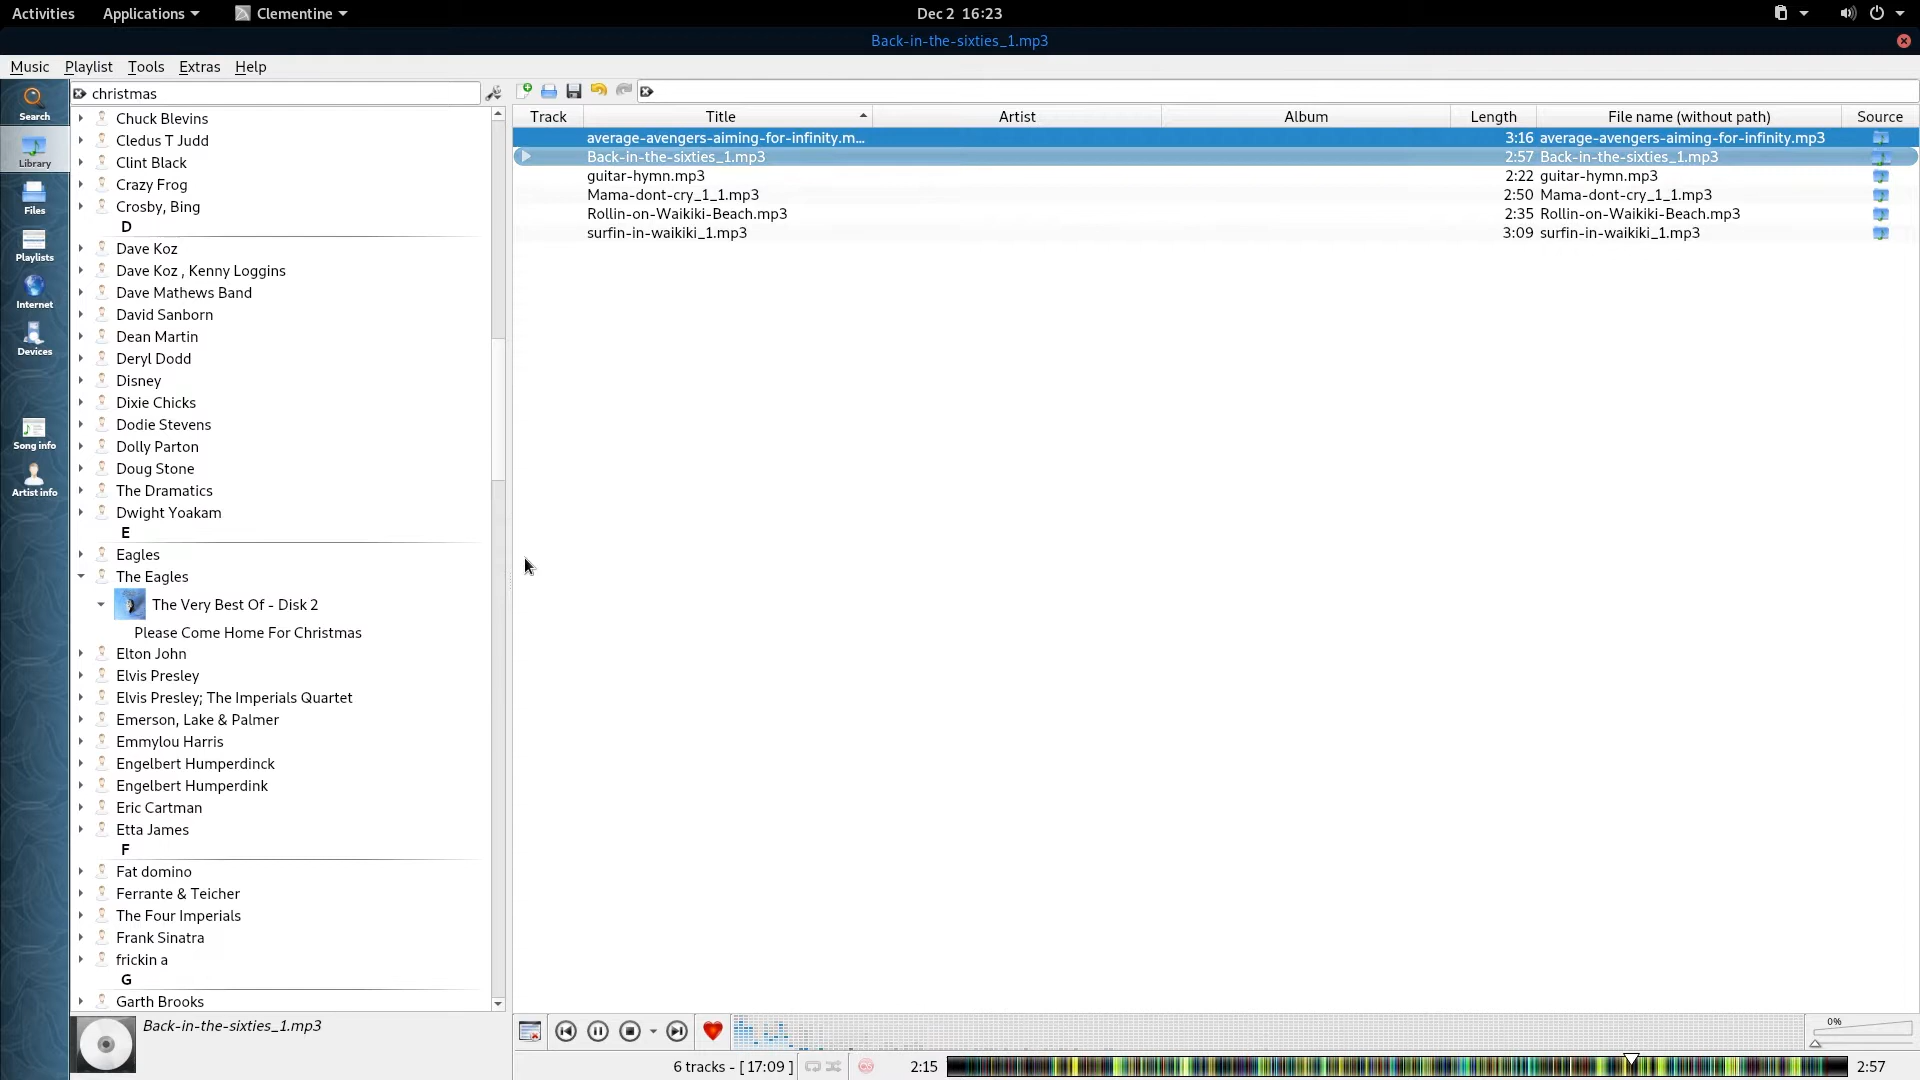 Activities Applications Clementine Dec 2 16:23
Back-in-the-sixties_1.mp3
Music Playlist Tools Extras Help
Search
Library
Files
Playlists
Internet
Devices
Song info
Artist info
christmas
Chuck Blevins
Cledus T Judd
Clint Black
Crazy Frog
Crosby, Bing
D
Dave Koz
Dave Koz , Kenny Loggins
Dave Mathews Band
David Sanborn
Dean Martin
Deryl Dodd
Disney
Dixie Chicks
Dodie Stevens
Dolly Parton
Doug Stone
The Dramatics
Dwight Yoakam
E
Eagles
The Eagles
The Very Best Of - Disk 2
Please Come Home For Christmas
Elton John
Elvis Presley
Elvis Presley; The Imperials Quartet
Emerson, Lake & Palmer
Emmylou Harris
Engelbert Humperdinck
Engelbert Humperdink
Eric Cartman
Etta James
F
Fat domino
Ferrante & Teicher
The Four Imperials
Frank Sinatra
frickin a
G
Garth Brooks
Back-in-the-sixties_1.mp3
Track Title Artist Album Length File name (without path) Source
average-avengers-aiming-for-infinity.m... 3:16 average-avengers-aiming-for-infinity.mp3
Back-in-the-sixties_1.mp3 2:57 Back-in-the-sixties_1.mp3
guitar-hymn.mp3 2:22 guitar-hymn.mp3
Mama-dont-cry_1_1.mp3 2:50 Mama-dont-cry_1_1.mp3
Rollin-on-Waikiki-Beach.mp3 2:35 Rollin-on-Waikiki-Beach.mp3
surfin-in-waikiki_1.mp3 3:09 surfin-in-waikiki_1.mp3
0%
6 tracks - [ 17:09 ] 2:15 2:57